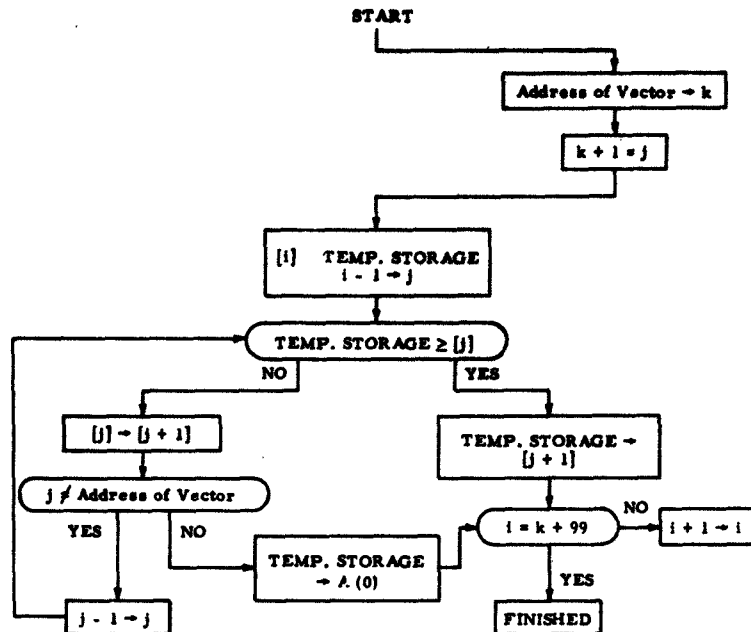 START
Address of Vector → k
k + 1 = j
[i] TEMP. STORAGE
i - 1 → j
TEMP. STORAGE ≥ [j]
NO
YES
[j] → [j + 1]
TEMP. STORAGE →
[j + 1]
j ≠ Address of Vector
i = k + 99
NO
i + 1 → i
YES
NO
TEMP. STORAGE
→ A (0)
YES
j - 1 → j
FINISHED